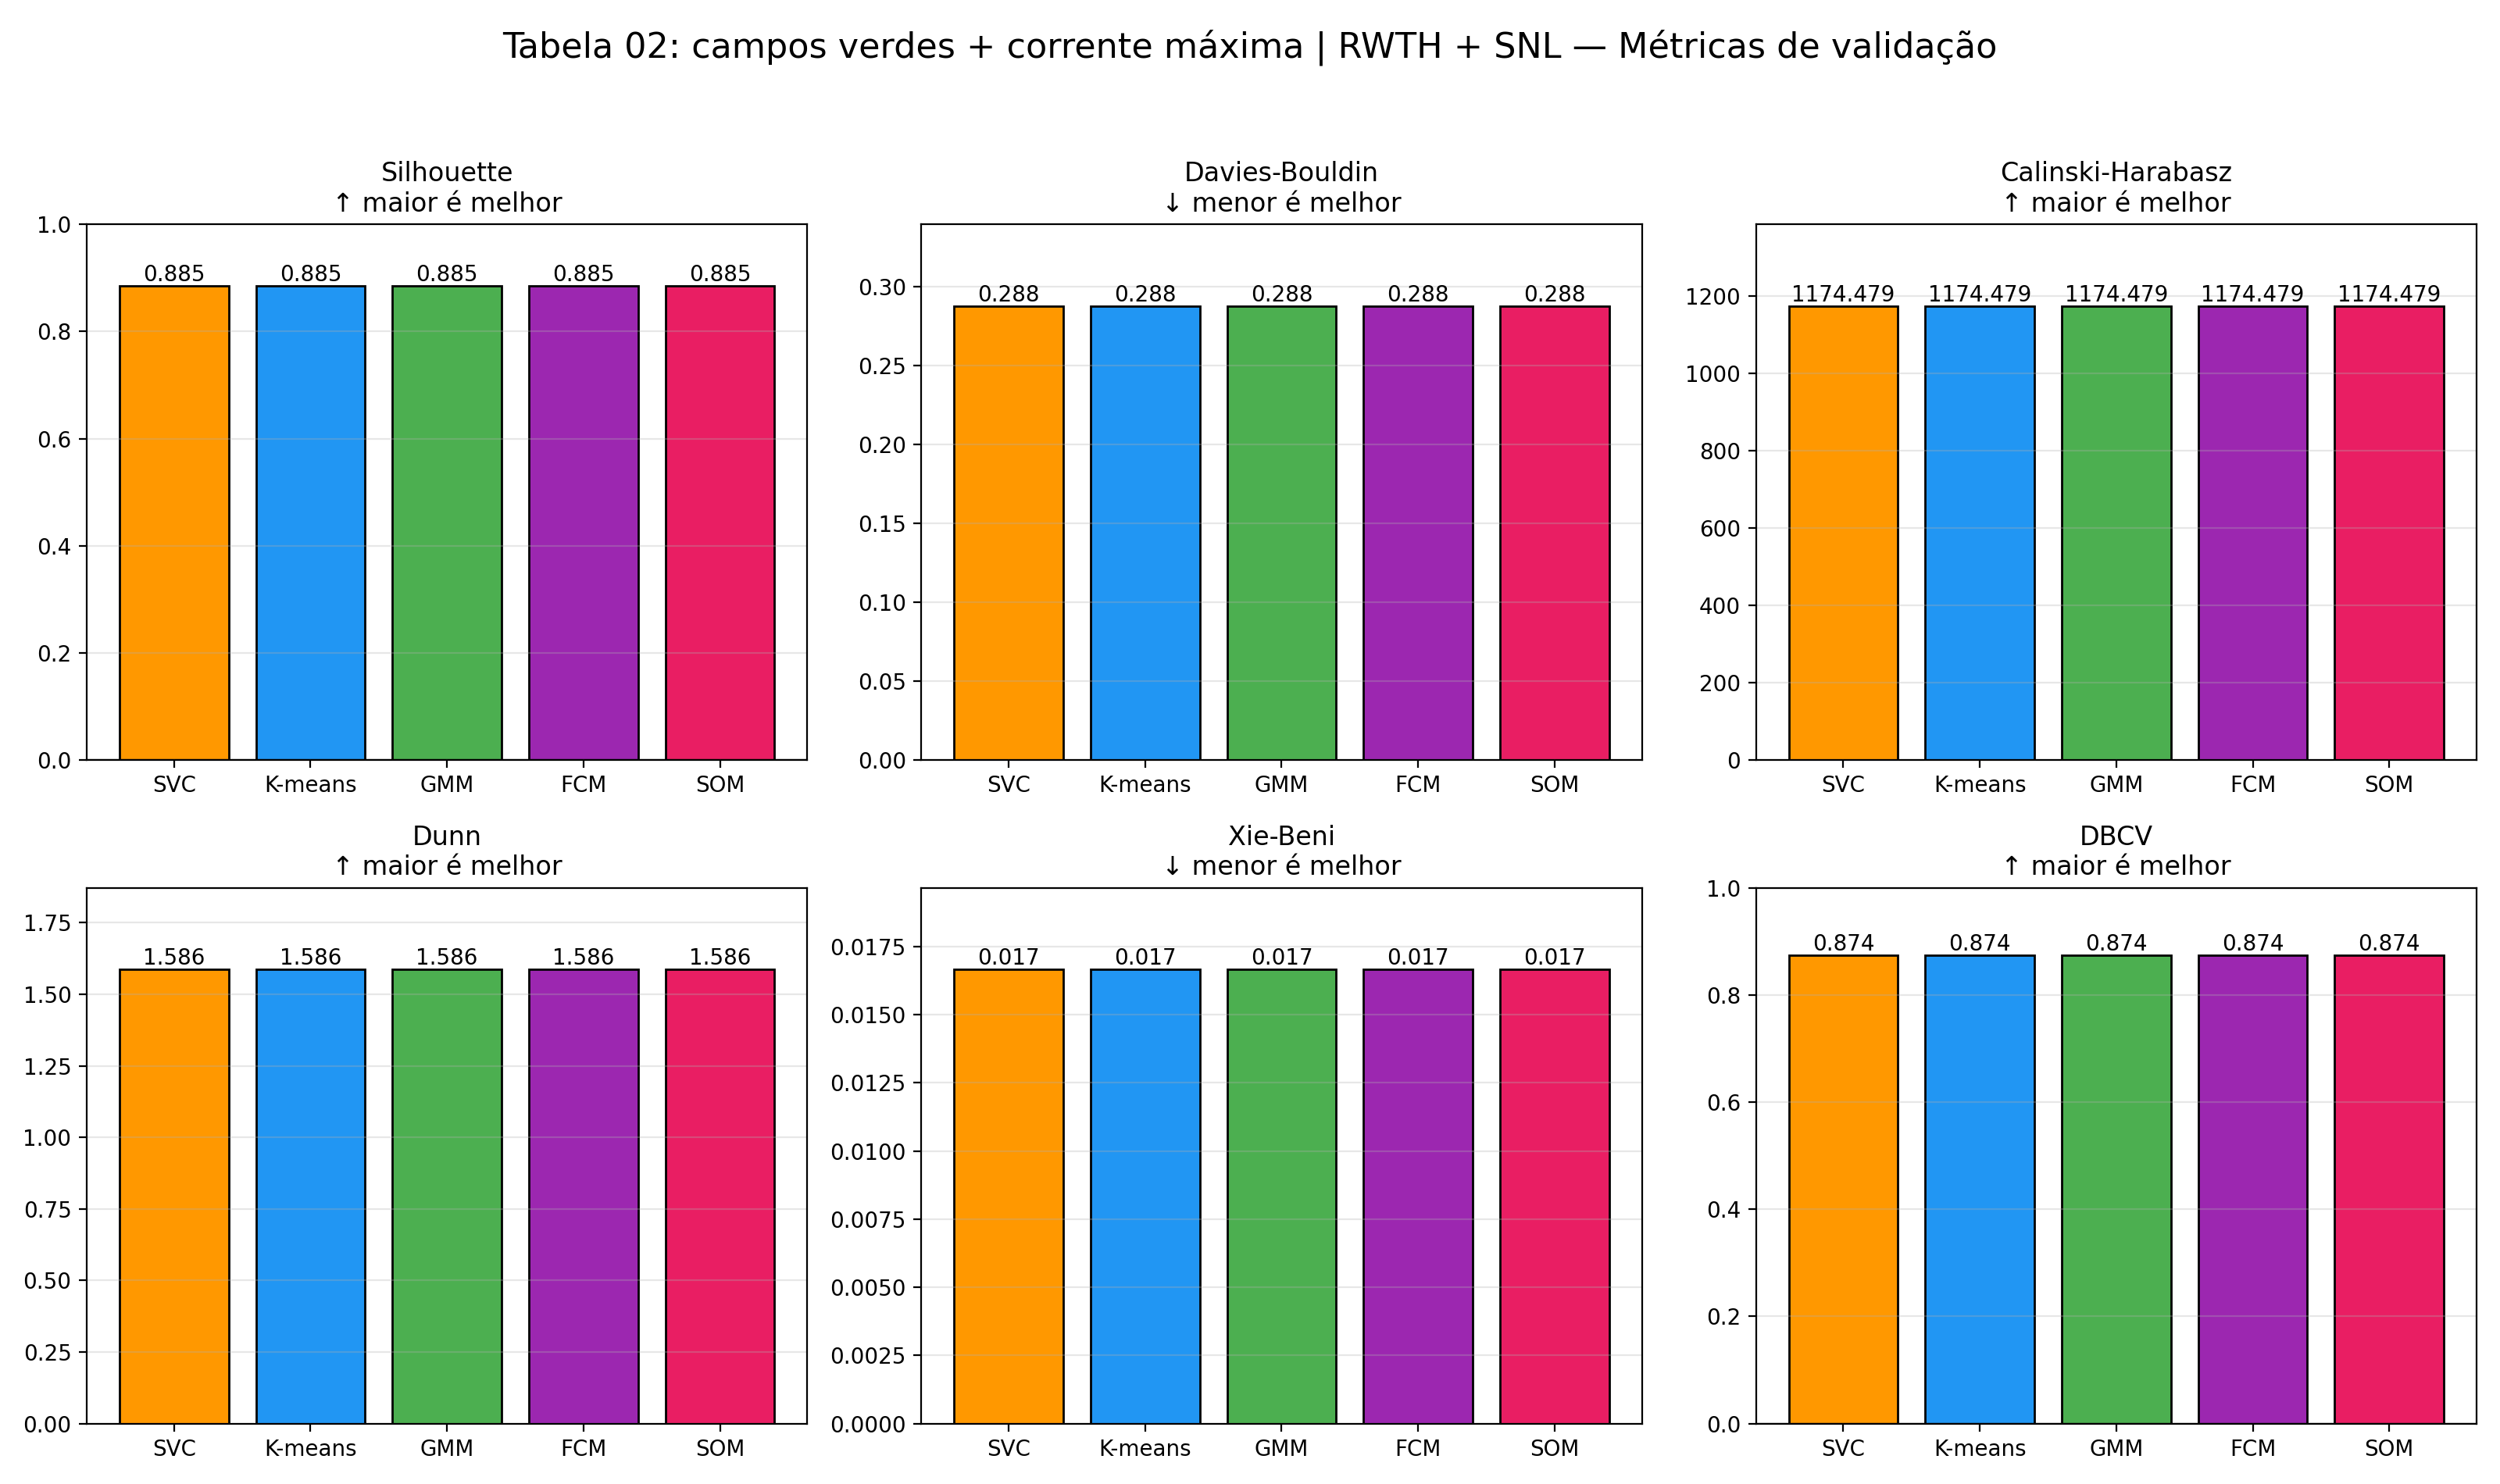 Tabela 02: campos verdes + corrente máxima | RWTH + SNL — Métricas de validação
Silhouette
↑ maior é melhor
1.0
0.8
0.6
0.4
0.2
0.0
0.885 0.885 0.885 0.885 0.885
SVC K-means GMM FCM SOM
Davies-Bouldin
↓ menor é melhor
0.30
0.25
0.20
0.15
0.10
0.05
0.00
0.288 0.288 0.288 0.288 0.288
SVC K-means GMM FCM SOM
Calinski-Harabasz
↑ maior é melhor
1200
1000
800
600
400
200
0
1174.479 1174.479 1174.479 1174.479 1174.479
SVC K-means GMM FCM SOM
Dunn
↑ maior é melhor
1.75
1.50
1.25
1.00
0.75
0.50
0.25
0.00
1.586 1.586 1.586 1.586 1.586
SVC K-means GMM FCM SOM
Xie-Beni
↓ menor é melhor
0.0175
0.0150
0.0125
0.0100
0.0075
0.0050
0.0025
0.0000
0.017 0.017 0.017 0.017 0.017
SVC K-means GMM FCM SOM
DBCV
↑ maior é melhor
1.0
0.8
0.6
0.4
0.2
0.0
0.874 0.874 0.874 0.874 0.874
SVC K-means GMM FCM SOM